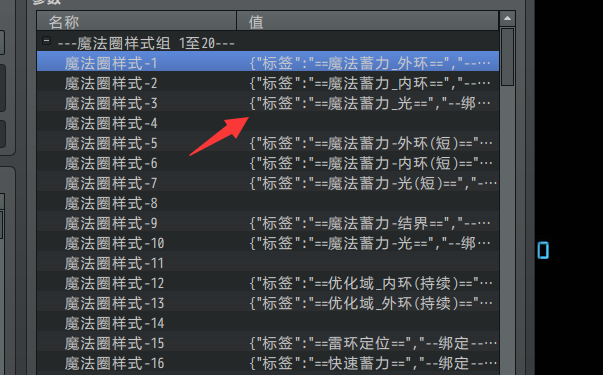 名称 值
---魔法圈样式组 1至20---
魔法圈样式-1 {"标签":"==魔法蓄力_外环==","--…
魔法圈样式-2 {"标签":"==魔法蓄力_内环==","--…
魔法圈样式-3 {"标签":"==魔法蓄力_光==","--绑…
魔法圈样式-4
魔法圈样式-5 {"标签":"==魔法蓄力-外环(短)=="…
魔法圈样式-6 {"标签":"==魔法蓄力-内环(短)=="…
魔法圈样式-7 {"标签":"==魔法蓄力-光(短)==","-…
魔法圈样式-8
魔法圈样式-9 {"标签":"==魔法蓄力-结界==","--…
魔法圈样式-10 {"标签":"==魔法蓄力-光==","--绑…
魔法圈样式-11
魔法圈样式-12 {"标签":"==优化域_内环(持续)=="…
魔法圈样式-13 {"标签":"==优化域_外环(持续)=="…
魔法圈样式-14
魔法圈样式-15 {"标签":"==雷环定位==","--绑定--…
魔法圈样式-16 {"标签":"==快速蓄力==","--绑定--…